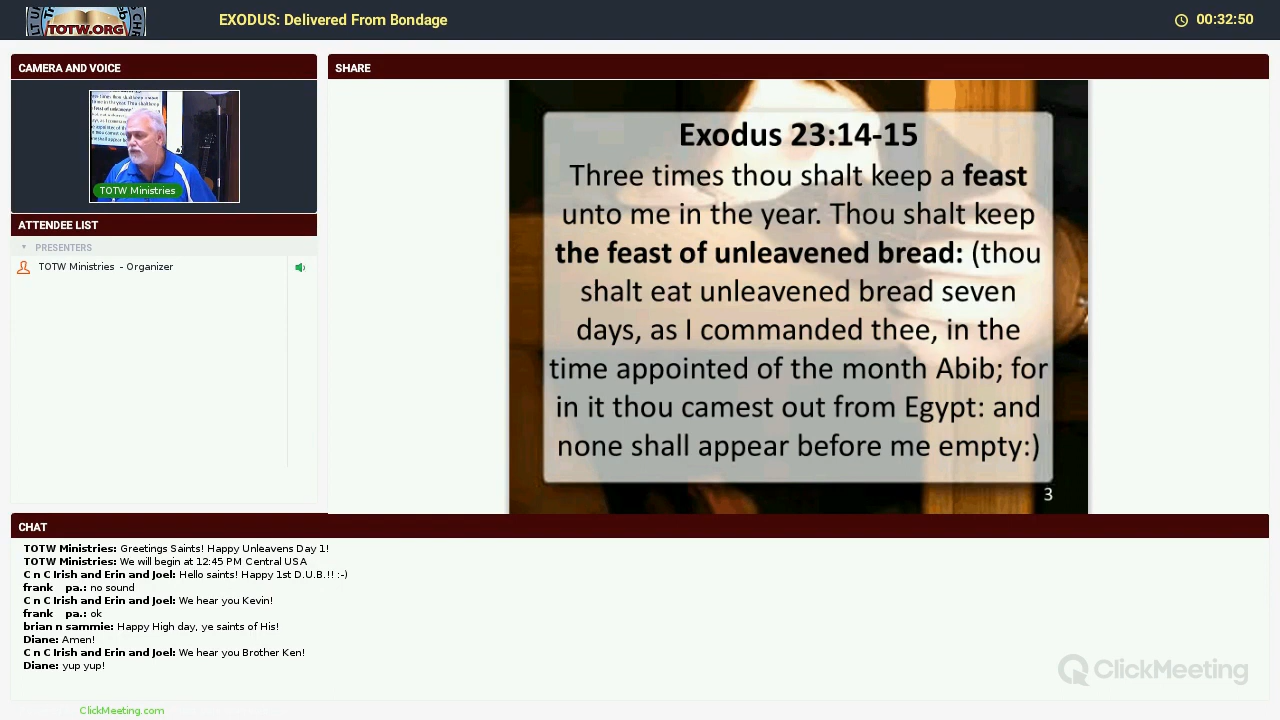 TOTW.ORG
EXODUS: Delivered From Bondage
00:32:50
CAMERA AND VOICE
TOTW Ministries
ATTENDEE LIST
PRESENTERS
TOTW Ministries - Organizer
SHARE
Exodus 23:14-15
Three times thou shalt keep a feast
unto me in the year. Thou shalt keep
the feast of unleavened bread: (thou
shalt eat unleavened bread seven
days, as I commanded thee, in the
time appointed of the month Abib; for
in it thou camest out from Egypt: and
none shall appear before me empty:)
3
CHAT
TOTW Ministries: Greetings Saints! Happy Unleavens Day 1!
TOTW Ministries: We will begin at 12:45 PM Central USA
C n C Irish and Erin and Joel: Hello saints! Happy 1st D.U.B.!! :-)
frank pa.: no sound
C n C Irish and Erin and Joel: We hear you Kevin!
frank pa.: ok
brian n sammie: Happy High day, ye saints of His!
Diane: Amen!
C n C Irish and Erin and Joel: We hear you Brother Ken!
Diane: yup yup!
ClickMeeting
ClickMeeting.com